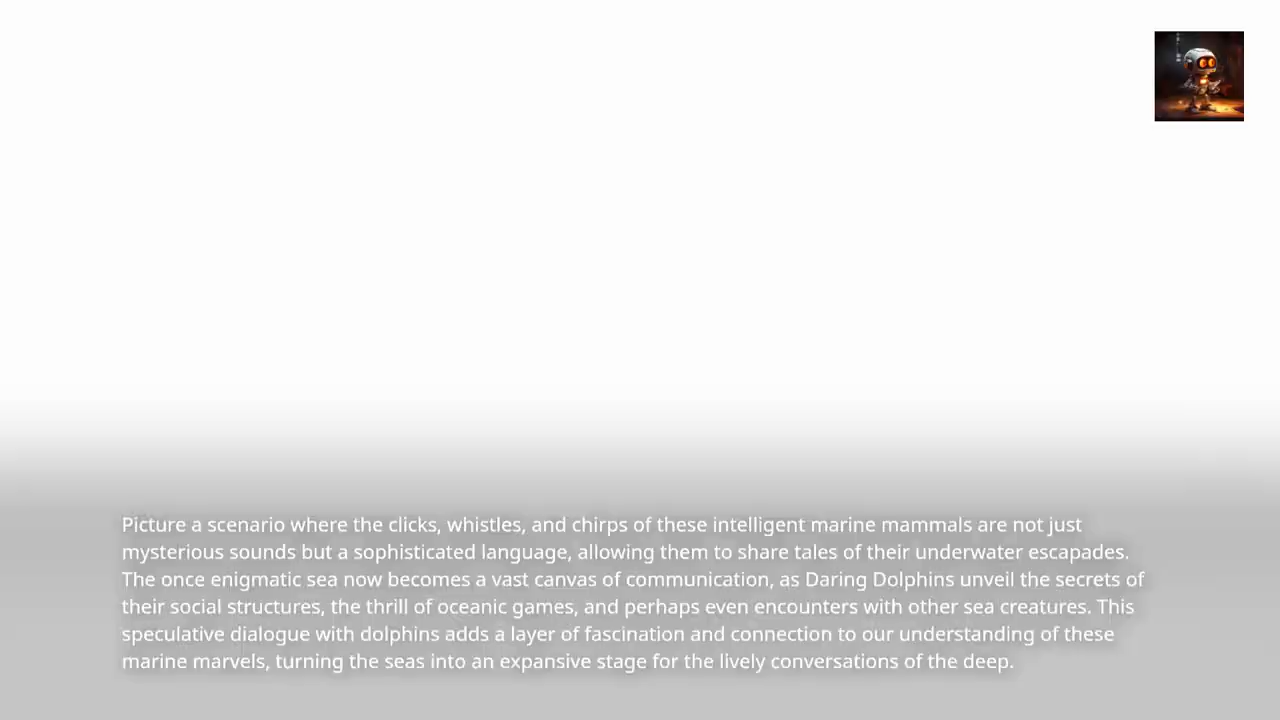 Picture a scenario where the clicks, whistles, and chirps of these intelligent marine mammals are not just
mysterious sounds but a sophisticated language, allowing them to share tales of their underwater escapades.
The once enigmatic sea now becomes a vast canvas of communication, as Daring Dolphins unveil the secrets of
their social structures, the thrill of oceanic games, and perhaps even encounters with other sea creatures. This
speculative dialogue with dolphins adds a layer of fascination and connection to our understanding of these
marine marvels, turning the seas into an expansive stage for the lively conversations of the deep.